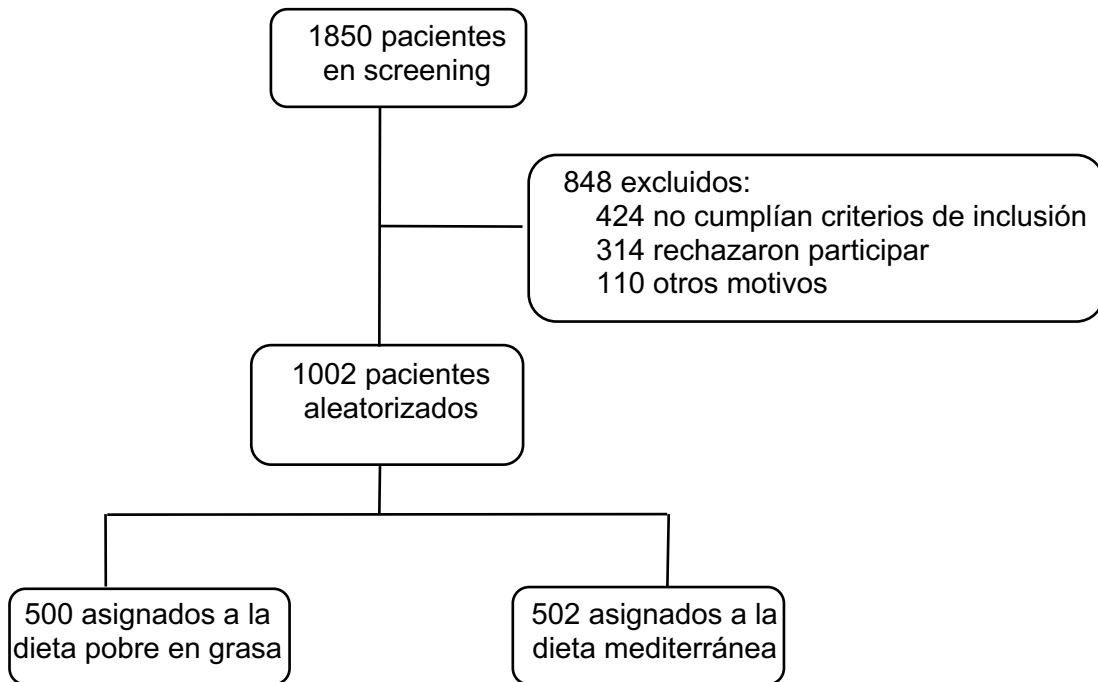 1850 pacientes
en screening
848 excluidos:
424 no cumplían criterios de inclusión
314 rechazaron participar
110 otros motivos
1002 pacientes
aleatorizados
500 asignados a la
dieta pobre en grasa
502 asignados a la
dieta mediterránea